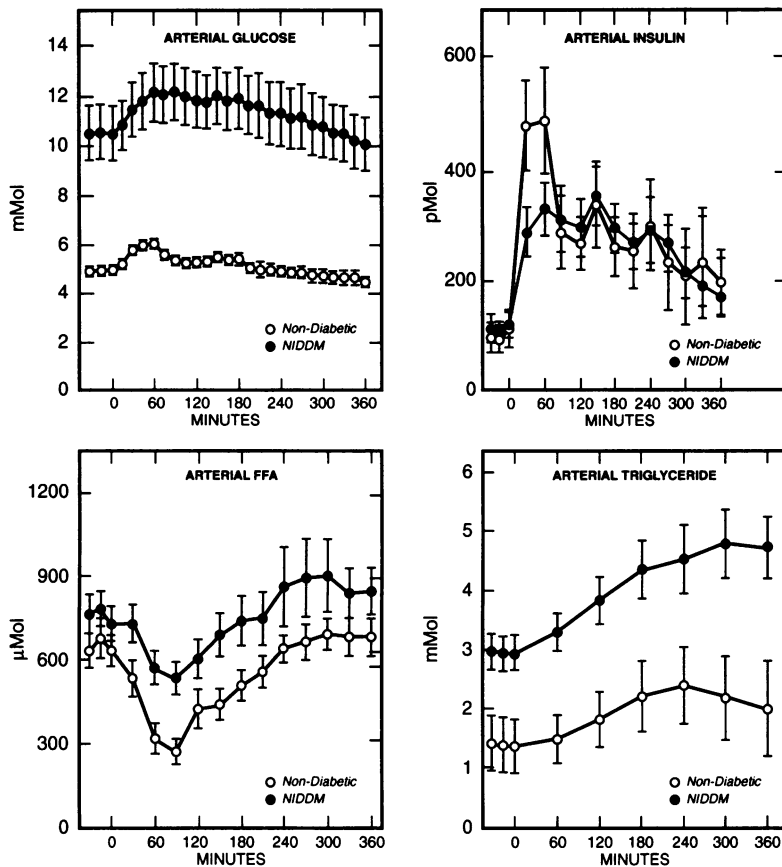 ARTERIAL GLUCOSE
14
12
10
8
6
4
2
0
mMol
Non-Diabetic
NIDDM
0 60 120 180 240 300 360
MINUTES
ARTERIAL INSULIN
600
400
200
0
pMol
Non-Diabetic
NIDDM
0 60 120 180 240 300 360
MINUTES
ARTERIAL FFA
1200
900
600
300
0
µMol
Non-Diabetic
NIDDM
0 60 120 180 240 300 360
MINUTES
ARTERIAL TRIGLYCERIDE
6
5
4
3
2
1
0
mMol
Non-Diabetic
NIDDM
0 60 120 180 240 300 360
MINUTES